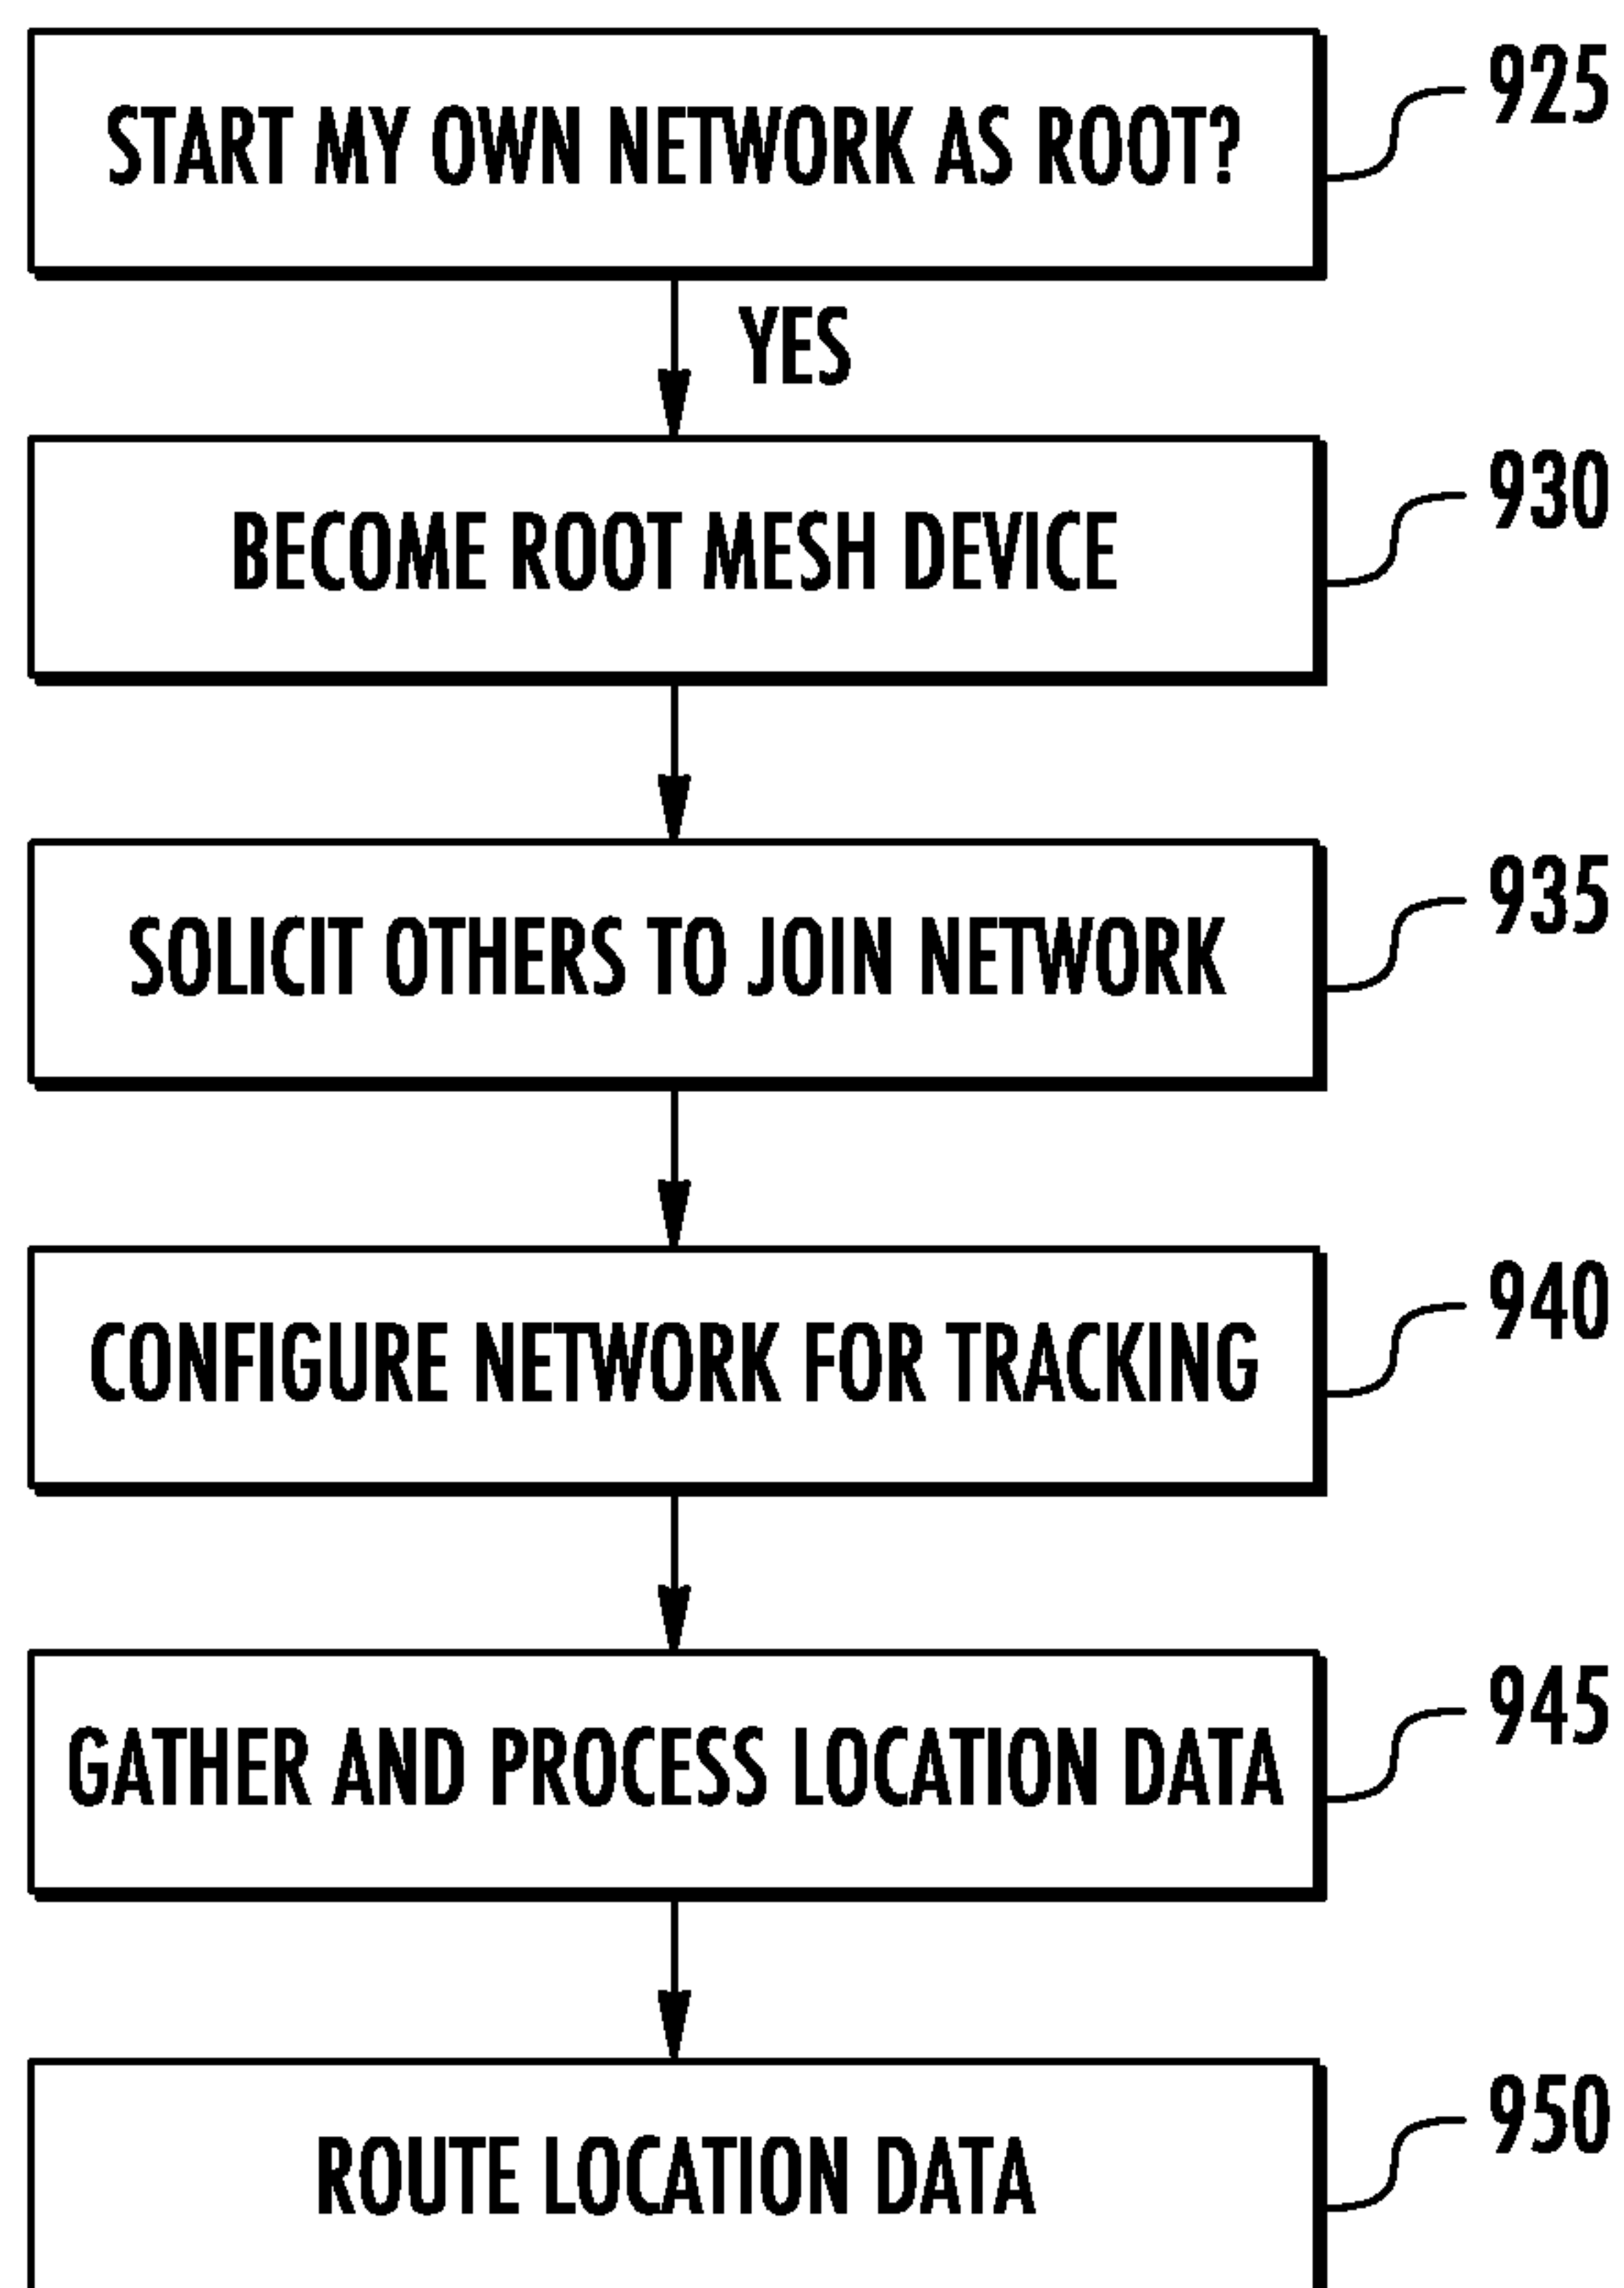 START MY OWN NETWORK AS ROOT?
925
YES
BECOME ROOT MESH DEVICE
930
SOLICIT OTHERS TO JOIN NETWORK
935
CONFIGURE NETWORK FOR TRACKING
940
GATHER AND PROCESS LOCATION DATA
945
ROUTE LOCATION DATA
950